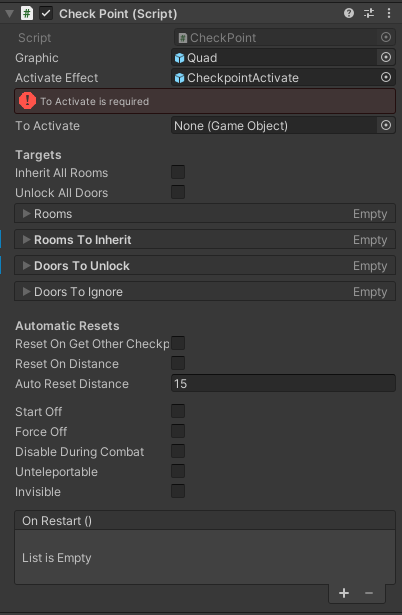 Check Point (Script)
Script
CheckPoint
Graphic
Quad
Activate Effect
CheckpointActivate
To Activate is required
To Activate
None (Game Object)
Targets
Inherit All Rooms
Unlock All Doors
Rooms
Empty
Rooms To Inherit
Empty
Doors To Unlock
Empty
Doors To Ignore
Empty
Automatic Resets
Reset On Get Other Checkp
Reset On Distance
Auto Reset Distance
15
Start Off
Force Off
Disable During Combat
Unteleportable
Invisible
On Restart ()
List is Empty